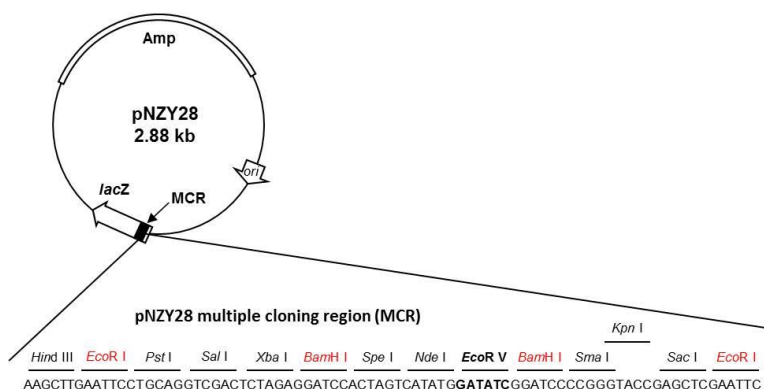 Amp
pNZY28
2.88 kb
ori
lacZ
MCR
pNZY28 multiple cloning region (MCR)
Kpn I
Hind III EcoR I Pst I Sal I Xba I BamH I Spe I Nde I EcoR V BamH I Sma I Sac I EcoR I
AAGCTTGAATTCCTGCAGGTCGACTCTAGAGGATCCACTAGTCATATGGATATCGGATCCCCGGGTACCGAGCTCGAATTC